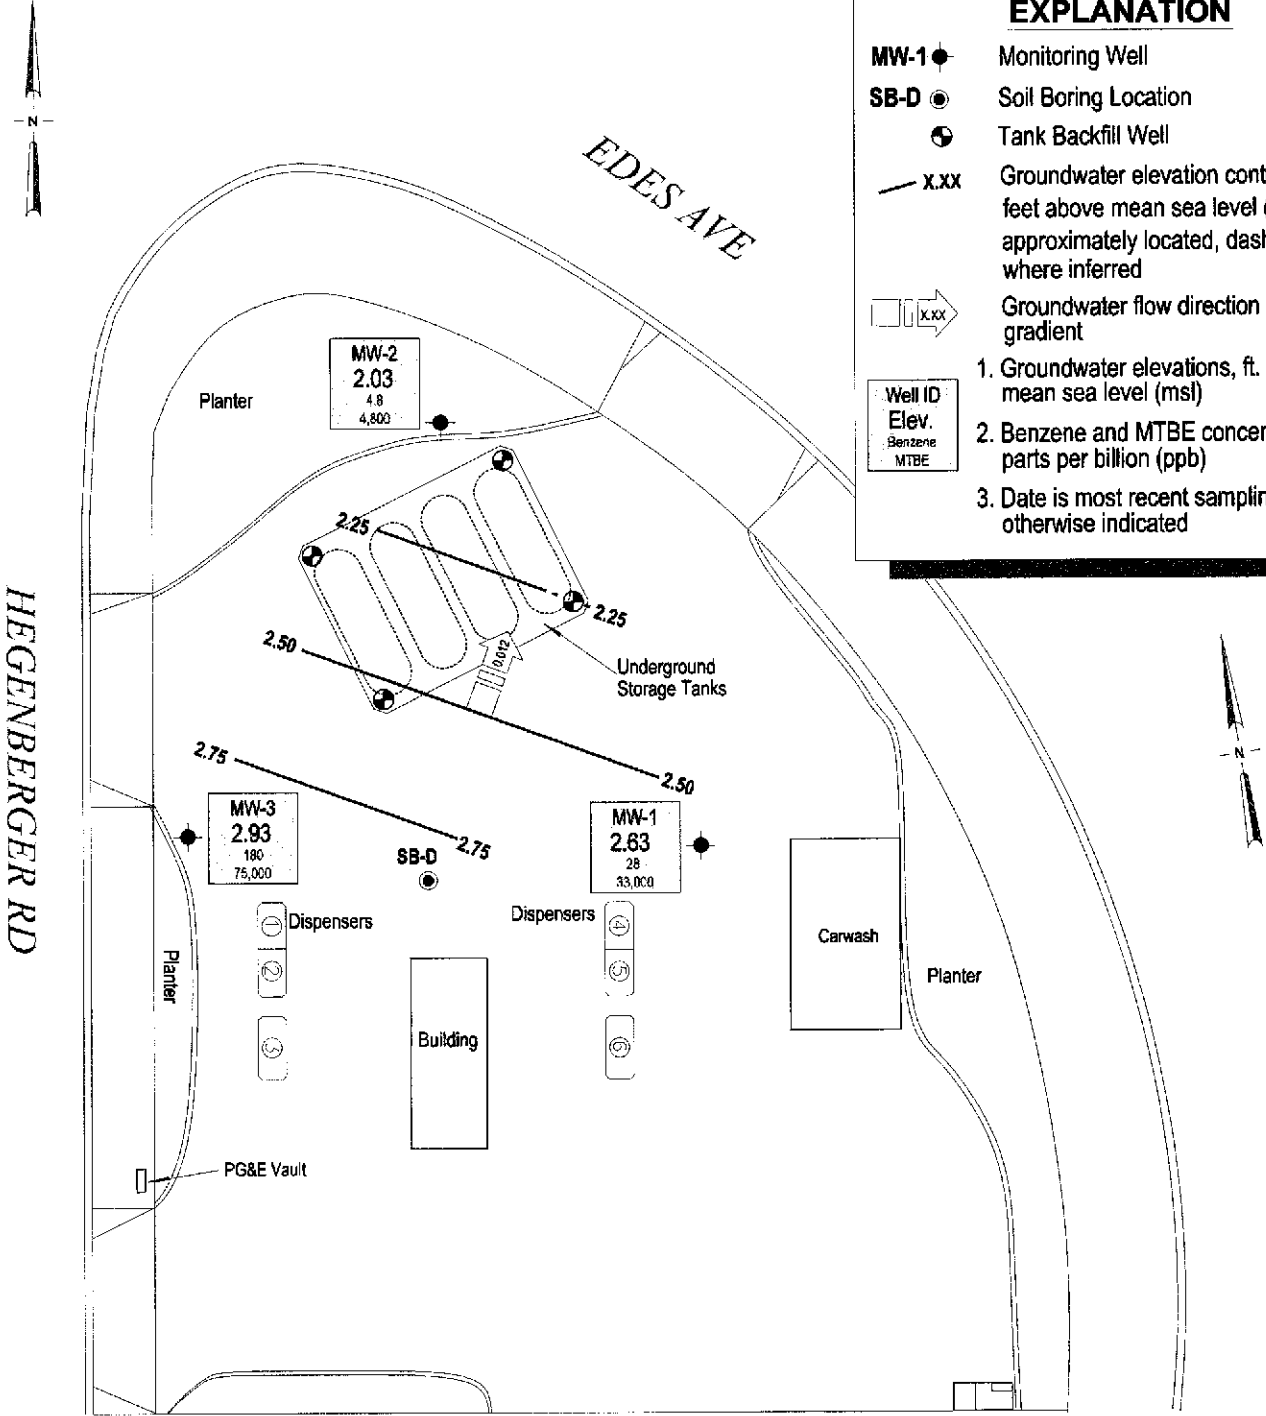 EXPLANATION
MW-1 Monitoring Well
SB-D Soil Boring Location
Tank Backfill Well
X.XX Groundwater elevation cont
feet above mean sea level
approximately located, dash
where inferred
X.XX Groundwater flow direction
gradient
1. Groundwater elevations, ft.
mean sea level (msl)
Well ID
Elev.
Benzene
MTBE
2. Benzene and MTBE concen
parts per billion (ppb)
3. Date is most recent samplin
otherwise indicated
N
EDES AVE
MW-2
2.03
4.8
4,800
Planter
2.25
2.25
2.50
0.012
Underground
Storage Tanks
2.50
2.75
2.75
HEGENBERGER RD
N
MW-3
2.93
180
75,000
SB-D
MW-1
2.63
28
33,000
Dispensers
1
2
3
Dispensers
4
5
6
Carwash
Planter
Planter
Building
PG&E Vault